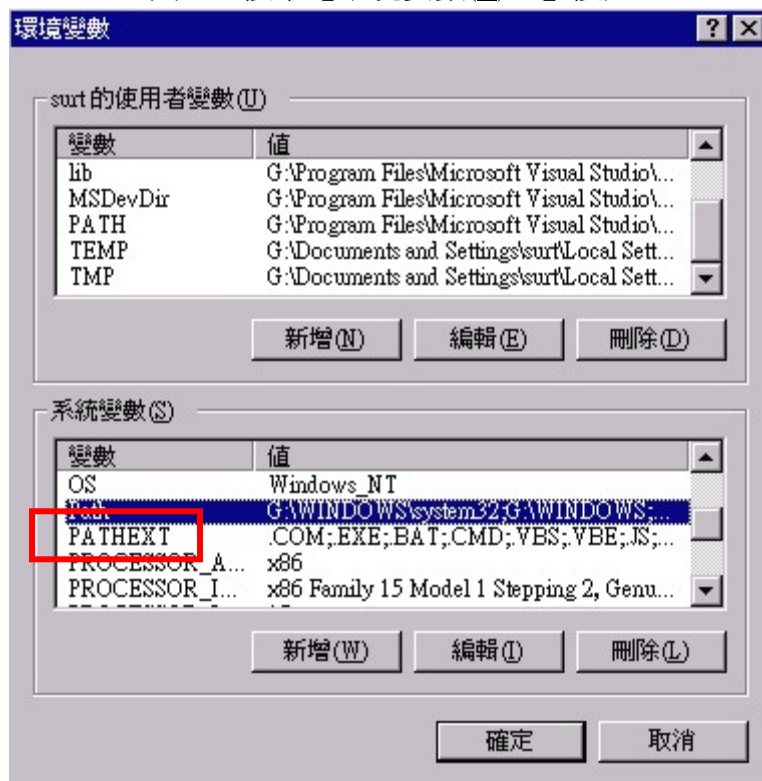 環境變數
surt 的使用者變數(U)
變數 值
lib G:\Program Files\Microsoft Visual Studio\...
MSDevDir G:\Program Files\Microsoft Visual Studio\...
PATH G:\Program Files\Microsoft Visual Studio\...
TEMP G:\Documents and Settings\surt\Local Sett...
TMP G:\Documents and Settings\surt\Local Sett...
新增(N) 編輯(E) 刪除(D)
系統變數(S)
變數 值
OS Windows_NT
Path G:\WINDOWS\system32;G:\WINDOWS;...
PATHEXT .COM;.EXE;.BAT;.CMD;.VBS;.VBE;.JS;...
PROCESSOR_A... x86
PROCESSOR_I... x86 Family 15 Model 1 Stepping 2, Genu...
新增(W) 編輯(I) 刪除(L)
確定 取消